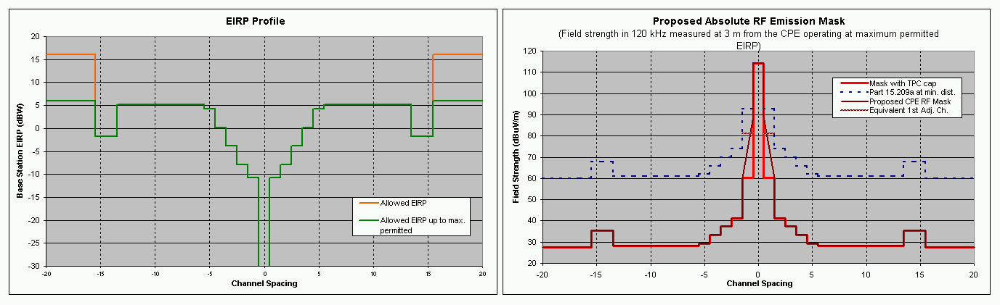 EIRP Profile
20
15
10
5
0
-5
-10
-15
-20
-25
-30
Base Station EIRP (dBW)
Allowed EIRP
Allowed EIRP up to max.
permitted
-20
-15
-10
-5
0
5
10
15
20
Channel Spacing
Proposed Absolute RF Emission Mask
(Field strength in 120 kHz measured at 3 m from the CPE operating at maximum permitted
EIRP)
120
110
100
90
80
70
60
50
40
30
20
Field Strength (dBuV/m)
Mask with TPC cap
Part 15.209a at min. dist.
Proposed CPE RF Mask
Equivalent 1st Adj. Ch.
-20
-15
-10
-5
0
5
10
15
20
Channel Spacing